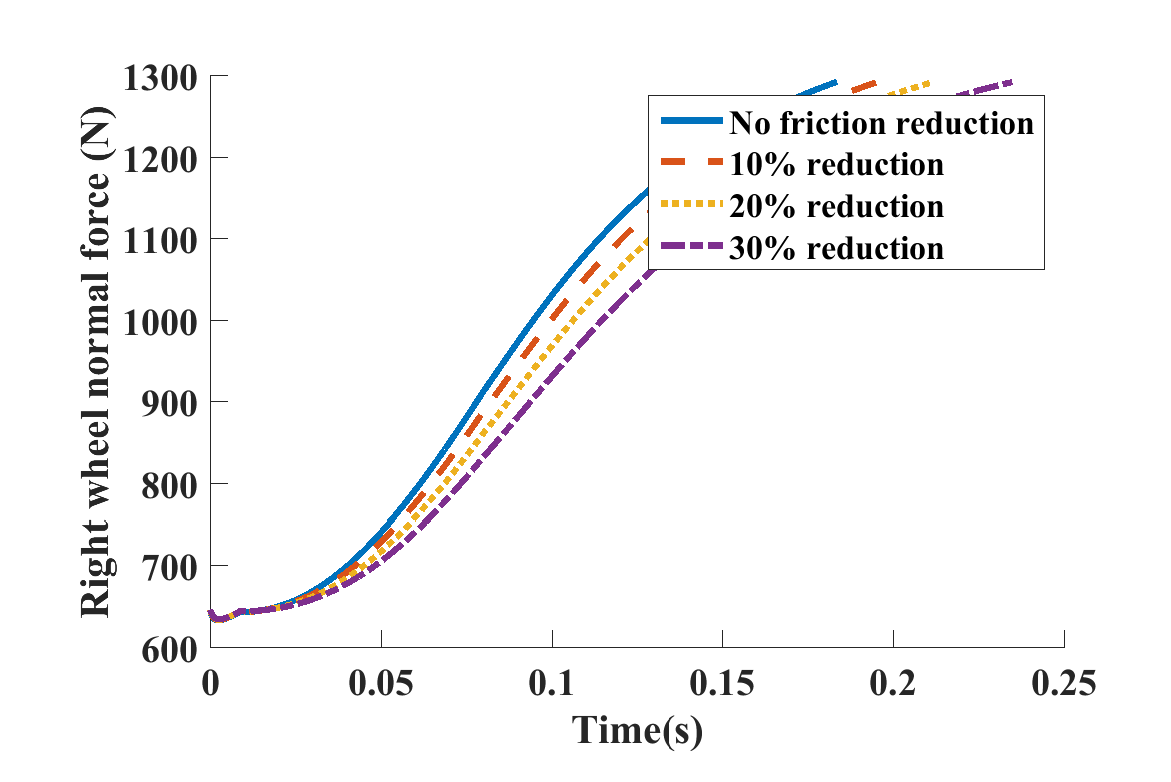 Right wheel normal force (N)
1300
1200
1100
1000
900
800
700
600
No friction reduction
10% reduction
20% reduction
30% reduction
0 0.05 0.1 0.15 0.2 0.25
Time(s)